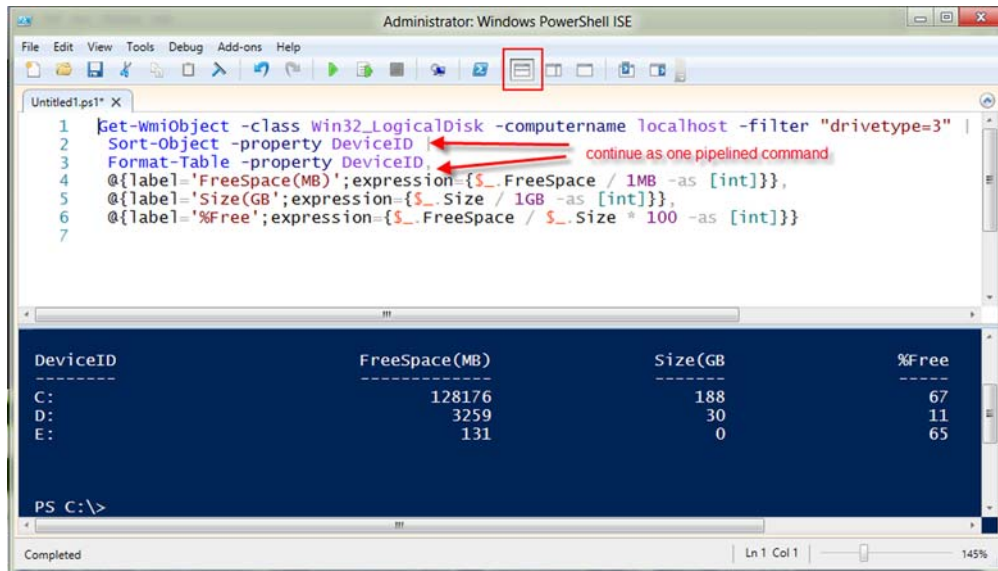 Administrator: Windows PowerShell ISE
File Edit View Tools Debug Add-ons Help
Untitled1.ps1* X
1 Get-WmiObject -class Win32_LogicalDisk -computername localhost -filter "drivetype=3" |
2 Sort-Object -property DeviceID |
continue as one pipelined command
3 Format-Table -property DeviceID,
4 @{label='FreeSpace(MB)';expression={$_.FreeSpace / 1MB -as [int]}},
5 @{label='Size(GB';expression={$_.Size / 1GB -as [int]}},
6 @{label='%Free';expression={$_.FreeSpace / $_.Size * 100 -as [int]}}
7
DeviceID FreeSpace(MB) Size(GB %Free
-------- ------------- ------- -----
C: 128176 188 67
D: 3259 30 11
E: 131 0 65
PS C:\>
Completed Ln 1 Col 1 145%